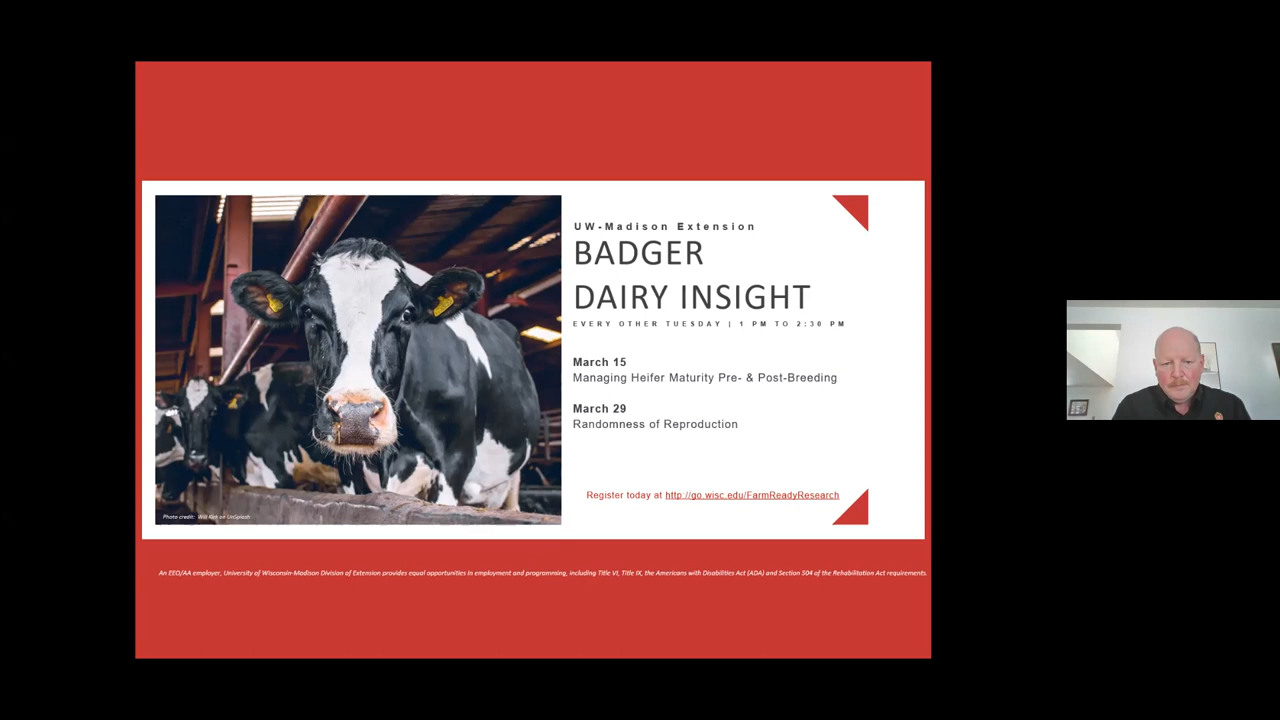 UW-Madison Extension
BADGER
DAIRY INSIGHT
EVERY OTHER TUESDAY | 1 PM TO 2:30 PM
March 15
Managing Heifer Maturity Pre- & Post-Breeding
March 29
Randomness of Reproduction
Register today at http://go.wisc.edu/FarmReadyResearch
Photo credit: Will Kirk on UnSplash
An EEO/AA employer, University of Wisconsin-Madison Division of Extension provides equal opportunities in employment and programming, including Title VI, Title IX, the Americans with Disabilities Act (ADA) and Section 504 of the Rehabilitation Act requirements.